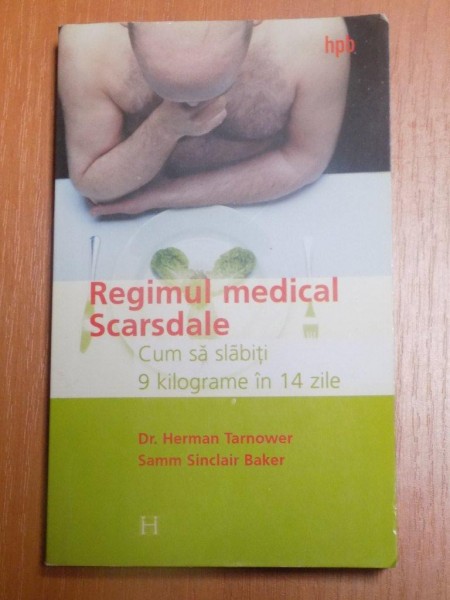 hpb
Regimul medical
Scarsdale
Cum să slăbiți
9 kilograme în 14 zile
Dr. Herman Tarnower
Samm Sinclair Baker
H